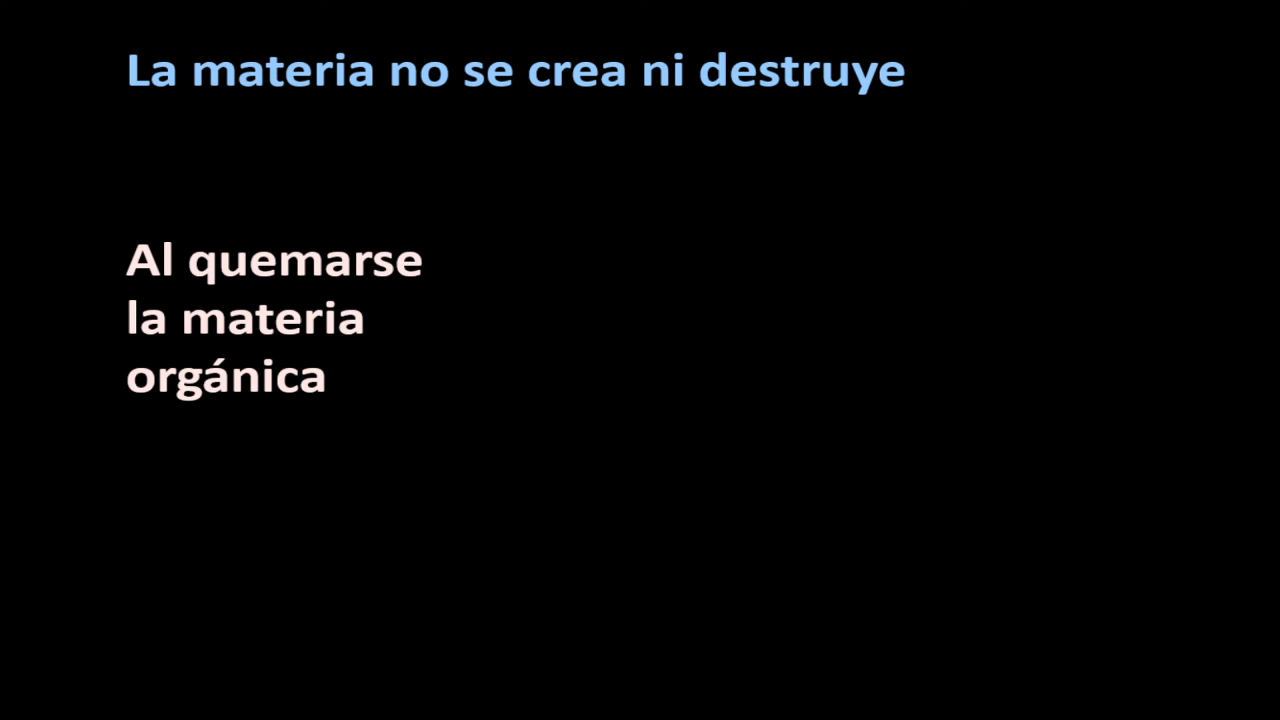 La materia no se crea ni destruye
Al quemarse
la materia
orgánica